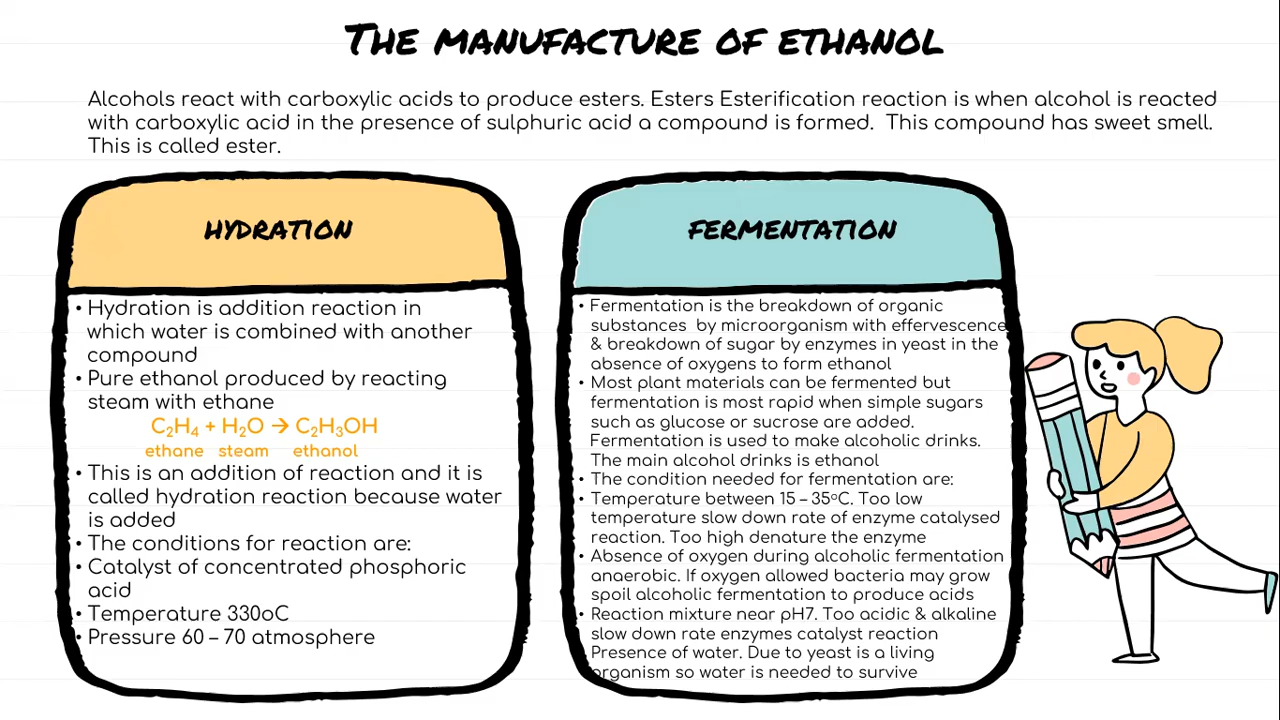 The manufacture of ethanol
Alcohols react with carboxylic acids to produce esters. Esters Esterification reaction is when alcohol is reacted
with carboxylic acid in the presence of sulphuric acid a compound is formed.  This compound has sweet smell.
This is called ester.
Hydration
• Hydration is addition reaction in
which water is combined with another
compound
• Pure ethanol produced by reacting
steam with ethane
C₂H₄ + H₂O → C₂H₃OH
ethane steam ethanol
• This is an addition of reaction and it is
called hydration reaction because water
is added
• The conditions for reaction are:
• Catalyst of concentrated phosphoric
acid
• Temperature 330oC
• Pressure 60 – 70 atmosphere
Fermentation
• Fermentation is the breakdown of organic
substances  by microorganism with effervescence
& breakdown of sugar by enzymes in yeast in the
absence of oxygens to form ethanol
• Most plant materials can be fermented but
fermentation is most rapid when simple sugars
such as glucose or sucrose are added.
Fermentation is used to make alcoholic drinks.
The main alcohol drinks is ethanol
• The condition needed for fermentation are:
• Temperature between 15 – 35ᵒC. Too low
temperature slow down rate of enzyme catalysed
reaction. Too high denature the enzyme
• Absence of oxygen during alcoholic fermentation
anaerobic. If oxygen allowed bacteria may grow
spoil alcoholic fermentation to produce acids
• Reaction mixture near pH7. Too acidic & alkaline
slow down rate enzymes catalyst reaction
Presence of water. Due to yeast is a living
organism so water is needed to survive